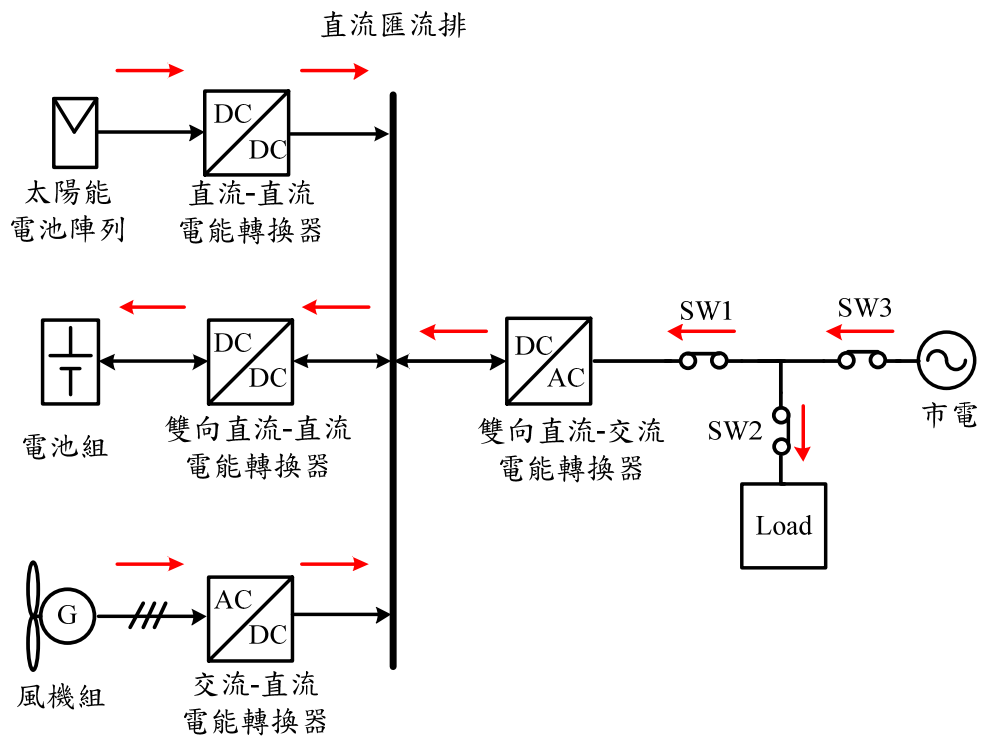 直流匯流排
DC
DC
太陽能
電池陣列
直流-直流
電能轉換器
DC
DC
電池組
雙向直流-直流
電能轉換器
DC
AC
雙向直流-交流
電能轉換器
SW1
SW3
SW2
市電
Load
G
AC
DC
風機組
交流-直流
電能轉換器